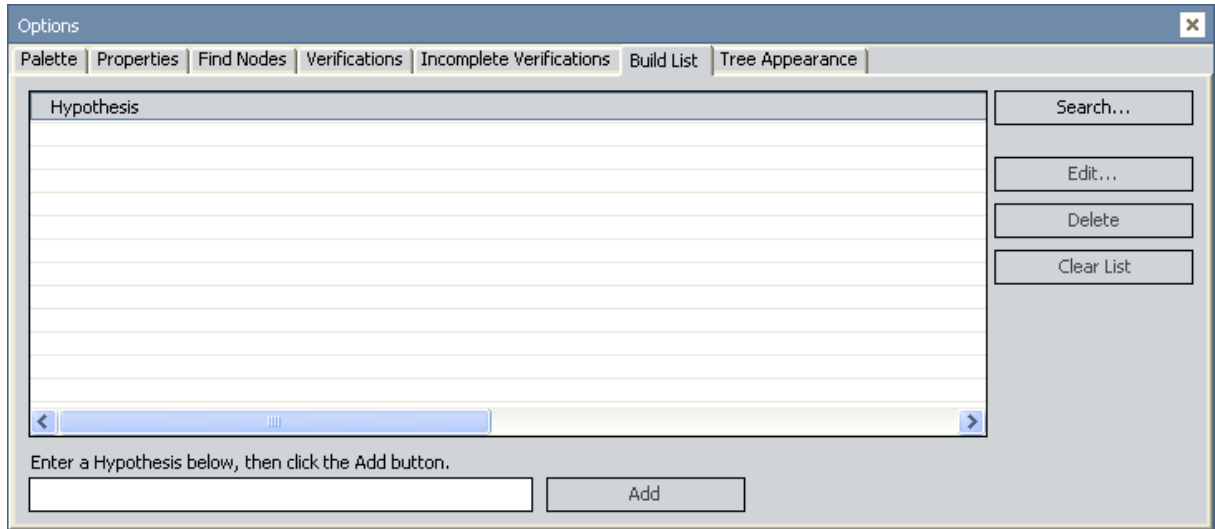 Options
Palette Properties Find Nodes Verifications Incomplete Verifications Build List Tree Appearance
Hypothesis
Search...
Edit...
Delete
Clear List
Enter a Hypothesis below, then click the Add button.
Add